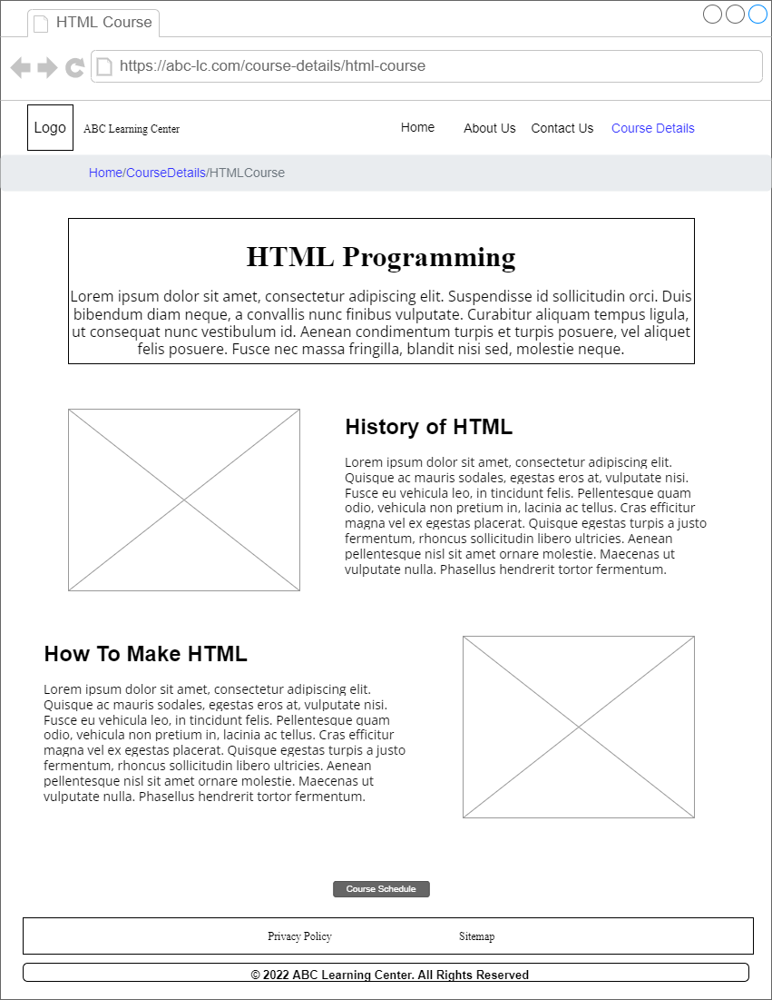 HTML Course
https://abc-lc.com/course-details/html-course
Logo
ABC Learning Center
Home
About Us
Contact Us
Course Details
Home/CourseDetails/HTMLCourse
HTML Programming
Lorem ipsum dolor sit amet, consectetur adipiscing elit. Suspendisse id sollicitudin orci. Duis
bibendum diam neque, a convallis nunc finibus vulputate. Curabitur aliquam tempus ligula,
ut consequat nunc vestibulum id. Aenean condimentum turpis et turpis posuere, vel aliquet
felis posuere. Fusce nec massa fringilla, blandit nisi sed, molestie neque.
History of HTML
Lorem ipsum dolor sit amet, consectetur adipiscing elit.
Quisque ac mauris sodales, egestas eros at, vulputate nisi.
Fusce eu vehicula leo, in tincidunt felis. Pellentesque quam
odio, vehicula non pretium in, lacinia ac tellus. Cras efficitur
magna vel ex egestas placerat. Quisque egestas turpis a justo
fermentum, rhoncus sollicitudin libero ultricies. Aenean
pellentesque nisl sit amet ornare molestie. Maecenas ut
vulputate nulla. Phasellus hendrerit tortor fermentum.
How To Make HTML
Lorem ipsum dolor sit amet, consectetur adipiscing elit.
Quisque ac mauris sodales, egestas eros at, vulputate nisi.
Fusce eu vehicula leo, in tincidunt felis. Pellentesque quam
odio, vehicula non pretium in, lacinia ac tellus. Cras efficitur
magna vel ex egestas placerat. Quisque egestas turpis a justo
fermentum, rhoncus sollicitudin libero ultricies. Aenean
pellentesque nisl sit amet ornare molestie. Maecenas ut
vulputate nulla. Phasellus hendrerit tortor fermentum.
Course Schedule
Privacy Policy
Sitemap
© 2022 ABC Learning Center. All Rights Reserved